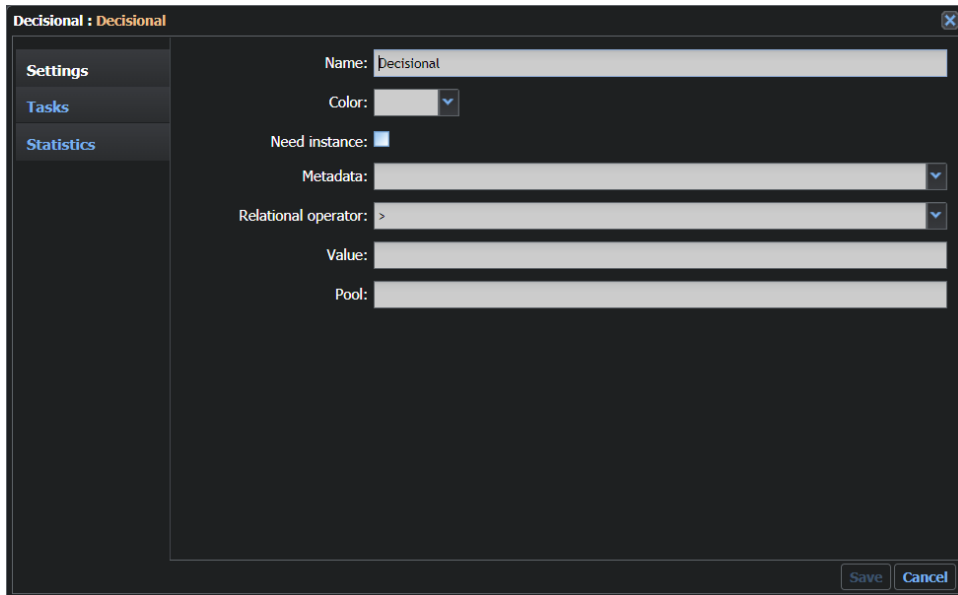 Decisional : Decisional
Settings
Tasks
Statistics
Name: Decisional
Color:
Need instance:
Metadata:
Relational operator: >
Value:
Pool:
Save Cancel